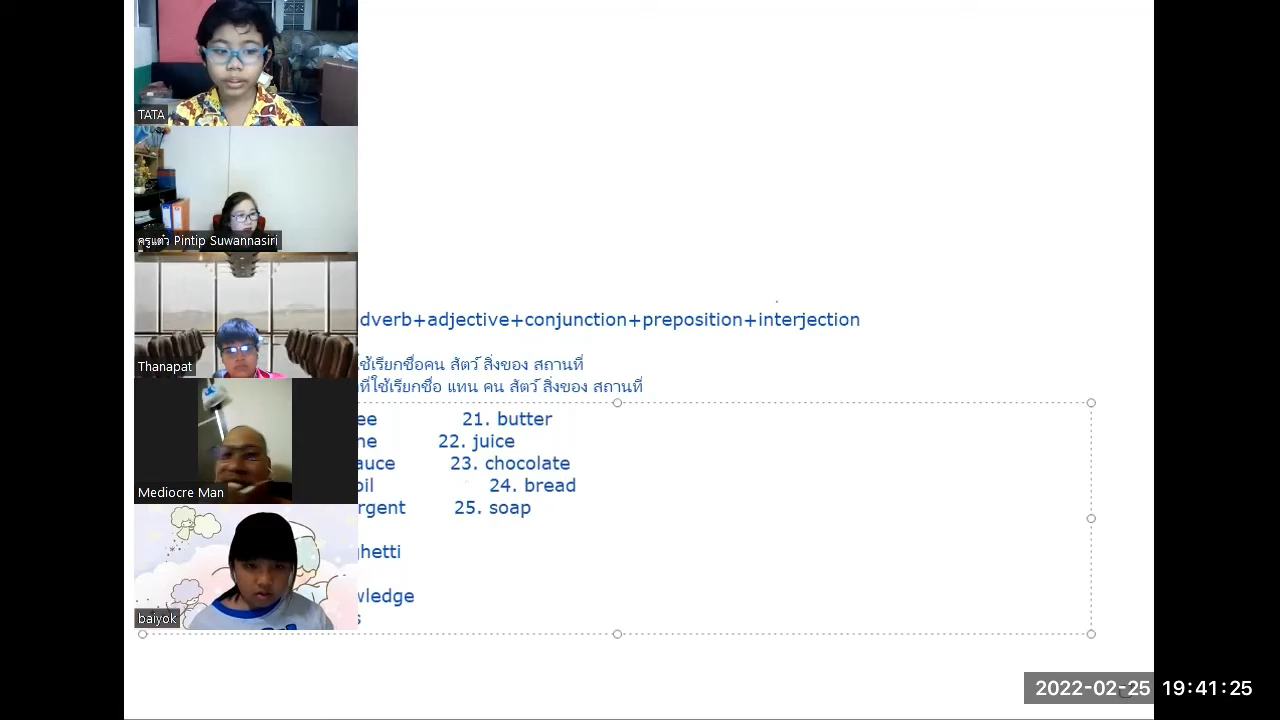 TATA
ครูแต๋ว Pintip Suwannasiri
Thanapat
Mediocre Man
baiyok
dverb+adjective+conjunction+preposition+interjection
ใช้เรียกชื่อคน สัตว์ สิ่งของ สถานที่
ที่ใช้เรียกชื่อ แทน คน สัตว์ สิ่งของ สถานที่
ee 21. butter
ne 22. juice
auce 23. chocolate
oil 24. bread
rgent 25. soap
ghetti
wledge
s
2022-02-25 19:41:25